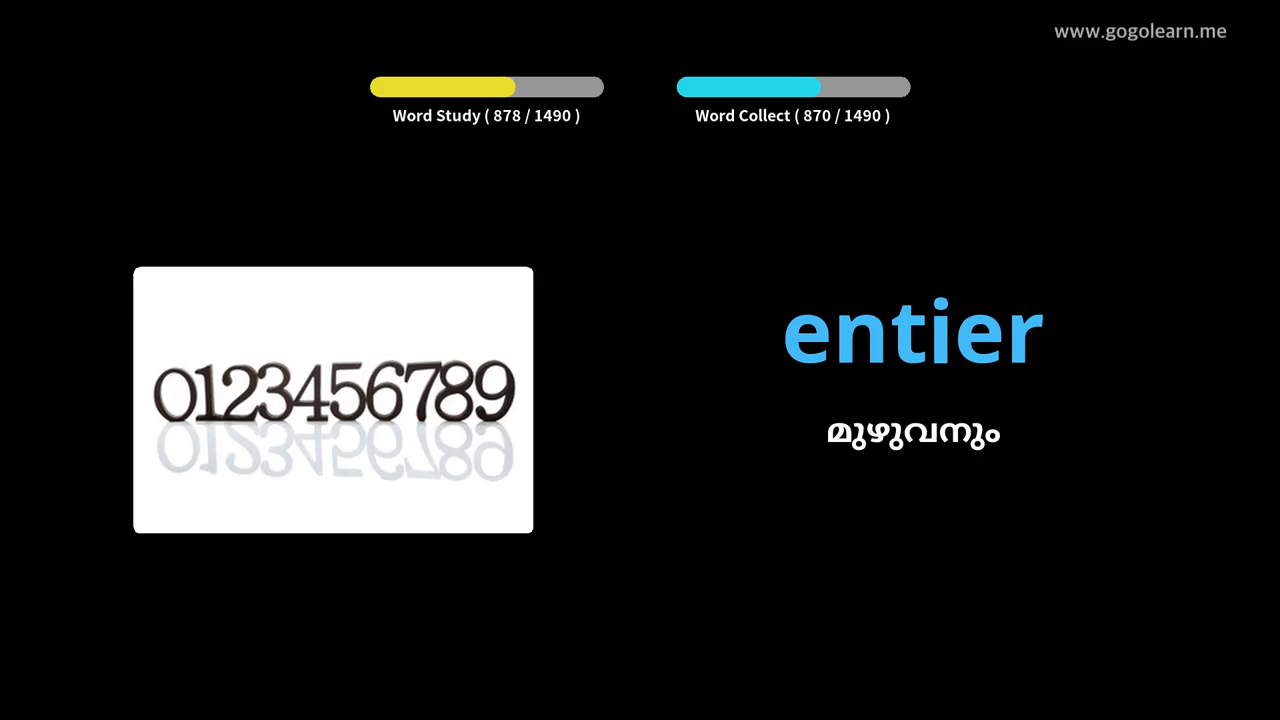 www.gogolearn.me
Word Study ( 878 / 1490 )
Word Collect ( 870 / 1490 )
0123456789
entier
മുഴുവനും